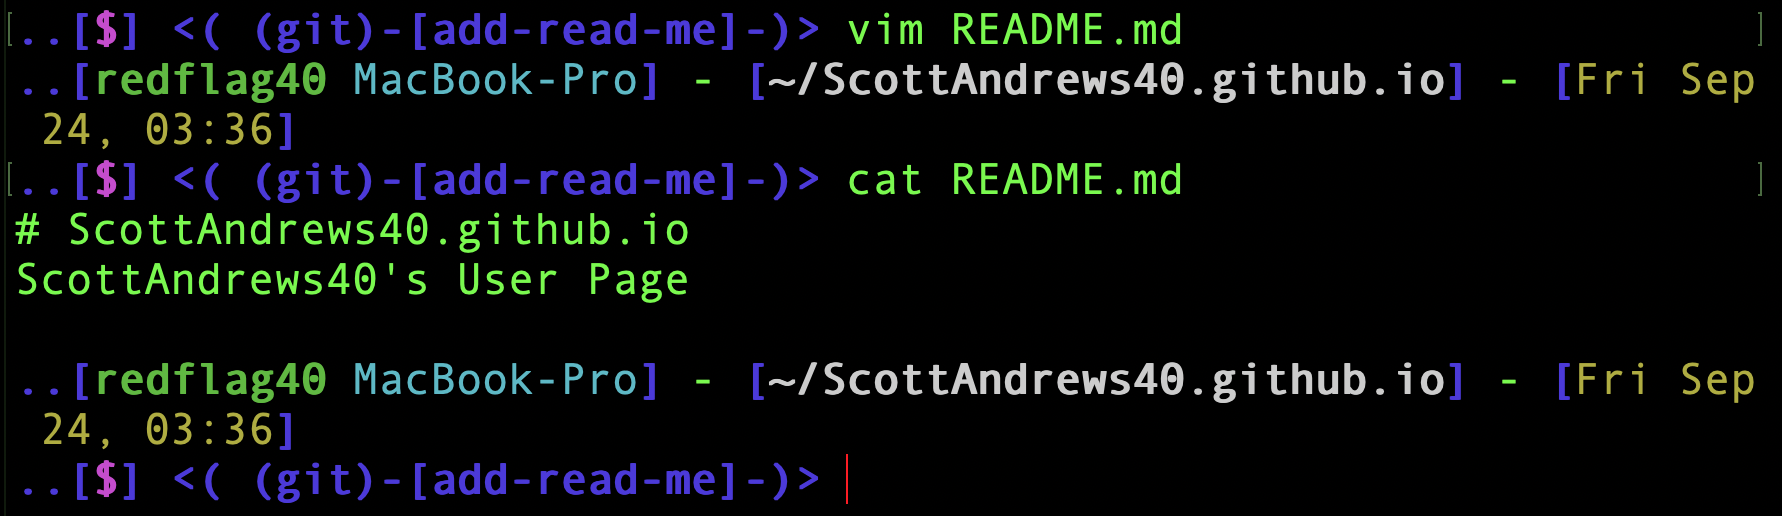 [..[$] <( (git)-[add-read-me]-)> vim README.md ]
..[redflag40 MacBook-Pro] - [~/ScottAndrews40.github.io] - [Fri Sep
24, 03:36]
[..[$] <( (git)-[add-read-me]-)> cat README.md ]
# ScottAndrews40.github.io
ScottAndrews40's User Page
..[redflag40 MacBook-Pro] - [~/ScottAndrews40.github.io] - [Fri Sep
24, 03:36]
..[$] <( (git)-[add-read-me]-)>